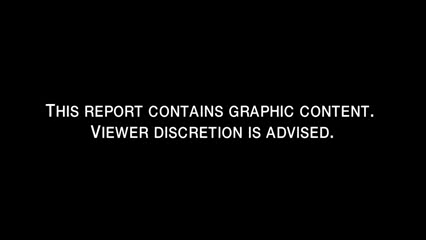 This report contains graphic content.
Viewer discretion is advised.